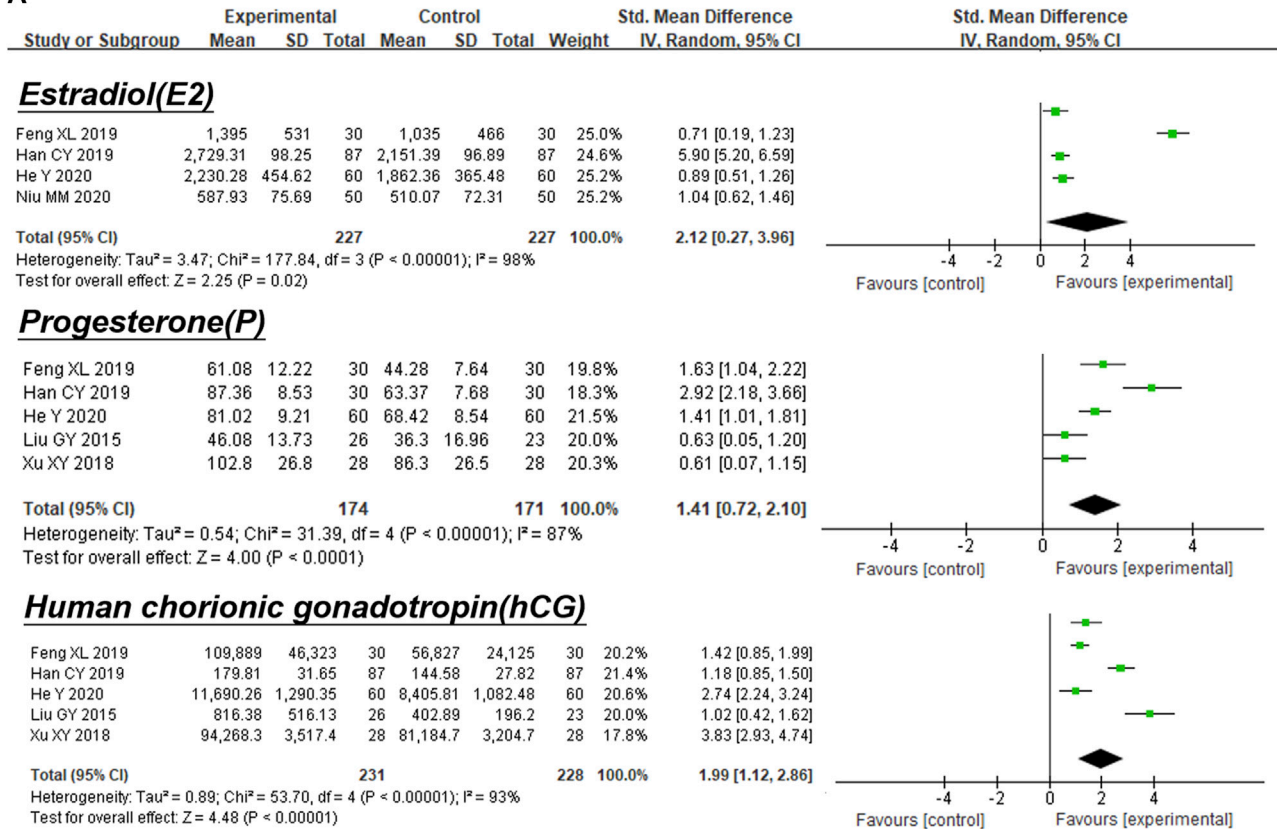 A
Experimental Control Std. Mean Difference Std. Mean Difference
Study or Subgroup Mean SD Total Mean SD Total Weight IV, Random, 95% CI IV, Random, 95% CI
Estradiol(E2)
Feng XL 2019 1,395 531 30 1,035 466 30 25.0% 0.71 [0.19, 1.23]
Han CY 2019 2,729.31 98.25 87 2,151.39 96.89 87 24.6% 5.90 [5.20, 6.59]
He Y 2020 2,230.28 454.62 60 1,862.36 365.48 60 25.2% 0.89 [0.51, 1.26]
Niu MM 2020 587.93 75.69 50 510.07 72.31 50 25.2% 1.04 [0.62, 1.46]
Total (95% CI) 227 227 100.0% 2.12 [0.27, 3.96]
Heterogeneity: Tau² = 3.47; Chi² = 177.84, df = 3 (P < 0.00001); I² = 98%
Test for overall effect: Z = 2.25 (P = 0.02)
-4 -2 0 2 4
Favours [control] Favours [experimental]
Progesterone(P)
Feng XL 2019 61.08 12.22 30 44.28 7.64 30 19.8% 1.63 [1.04, 2.22]
Han CY 2019 87.36 8.53 30 63.37 7.68 30 18.3% 2.92 [2.18, 3.66]
He Y 2020 81.02 9.21 60 68.42 8.54 60 21.5% 1.41 [1.01, 1.81]
Liu GY 2015 46.08 13.73 26 36.3 16.96 23 20.0% 0.63 [0.05, 1.20]
Xu XY 2018 102.8 26.8 28 86.3 26.5 28 20.3% 0.61 [0.07, 1.15]
Total (95% CI) 174 171 100.0% 1.41 [0.72, 2.10]
Heterogeneity: Tau² = 0.54; Chi² = 31.39, df = 4 (P < 0.00001); I² = 87%
Test for overall effect: Z = 4.00 (P < 0.0001)
-4 -2 0 2 4
Favours [control] Favours [experimental]
Human chorionic gonadotropin(hCG)
Feng XL 2019 109,889 46,323 30 56,827 24,125 30 20.2% 1.42 [0.85, 1.99]
Han CY 2019 179.81 31.65 87 144.58 27.82 87 21.4% 1.18 [0.85, 1.50]
He Y 2020 11,690.26 1,290.35 60 8,405.81 1,082.48 60 20.6% 2.74 [2.24, 3.24]
Liu GY 2015 816.38 516.13 26 402.89 196.2 23 20.0% 1.02 [0.42, 1.62]
Xu XY 2018 94,268.3 3,517.4 28 81,184.7 3,204.7 28 17.8% 3.83 [2.93, 4.74]
Total (95% CI) 231 228 100.0% 1.99 [1.12, 2.86]
Heterogeneity: Tau² = 0.89; Chi² = 53.70, df = 4 (P < 0.00001); I² = 93%
Test for overall effect: Z = 4.48 (P < 0.00001)
-4 -2 0 2 4
Favours [control] Favours [experimental]